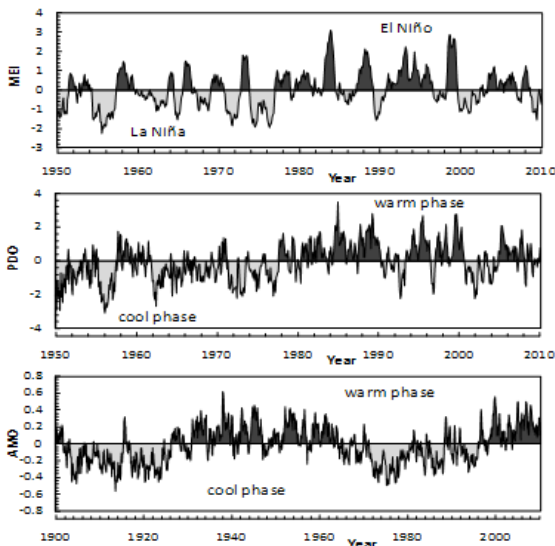 4
3
El Niño
2
1
MEI
0
-1
-2
La Niña
-3
1950 1960 1970 1980 1990 2000 2010
Year
4
warm phase
2
PDO
0
-2
cool phase
-4
1950 1960 1970 1980 1990 2000 2010
Year
0.8
warm phase
0.6
0.4
0.2
AMO
0
-0.2
-0.4
cool phase
-0.6
-0.8
1900 1920 1940 1960 1980 2000
Year